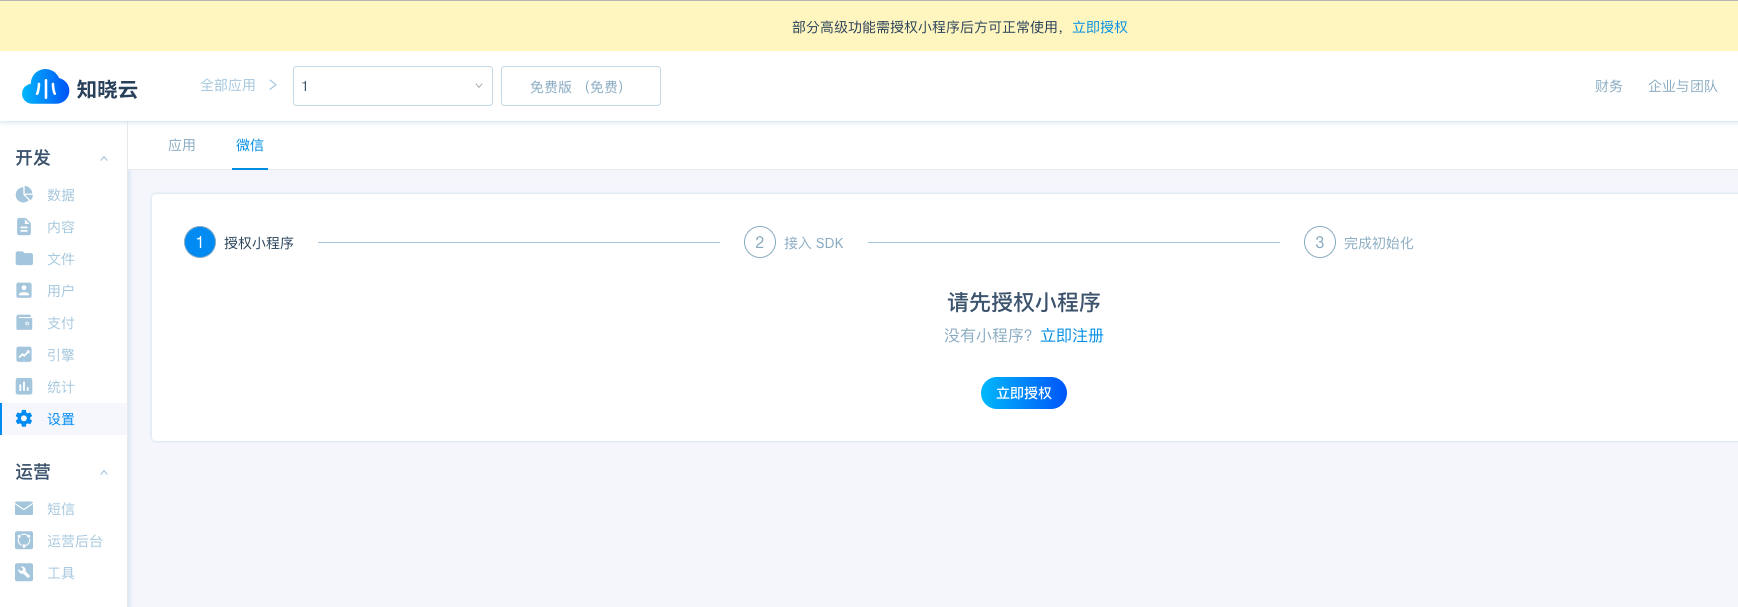 部分高级功能需授权小程序后方可正常使用，立即授权
小 知晓云
全部应用
1
免费版 （免费）
财务
企业与团队
应用
微信
开发
数据
内容
文件
用户
支付
引擎
统计
设置
运营
短信
运营后台
工具
1 授权小程序
2 接入 SDK
3 完成初始化
请先授权小程序
没有小程序？ 立即注册
立即授权